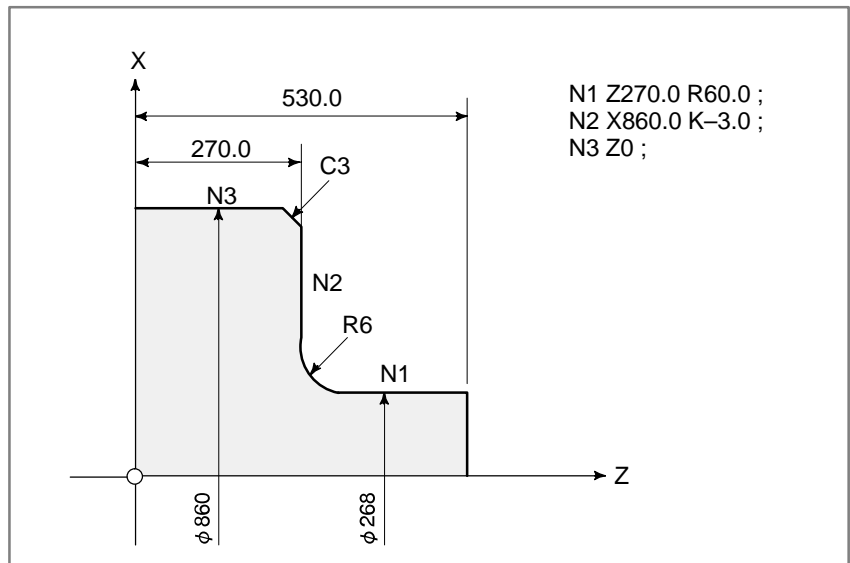 X
530.0
N1 Z270.0 R60.0 ;
N2 X860.0 K–3.0 ;
N3 Z0 ;
270.0
C3
N3
N2
R6
N1
Z
φ860
φ268